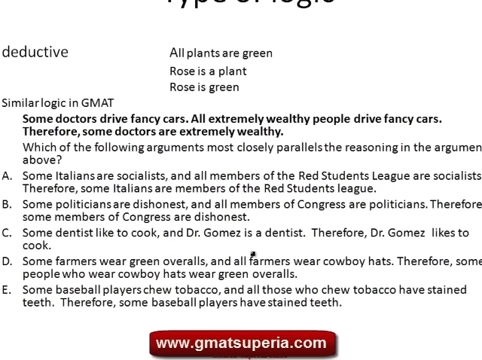 Type of logic
deductive
All plants are green
Rose is a plant
Rose is green
Similar logic in GMAT
Some doctors drive fancy cars. All extremely wealthy people drive fancy cars.
Therefore, some doctors are extremely wealthy.
Which of the following arguments most closely parallels the reasoning in the argumen
above?
A. Some Italians are socialists, and all members of the Red Students League are socialists
Therefore, some Italians are members of the Red Students league.
B. Some politicians are dishonest, and all members of Congress are politicians. Therefore
some members of Congress are dishonest.
C. Some dentist like to cook, and Dr. Gomez is a dentist. Therefore, Dr. Gomez likes to
cook.
D. Some farmers wear green overalls, and all farmers wear cowboy hats. Therefore, some
people who wear cowboy hats wear green overalls.
E. Some baseball players chew tobacco, and all those who chew tobacco have stained
teeth. Therefore, some baseball players have stained teeth.
www.gmatsuperia.com